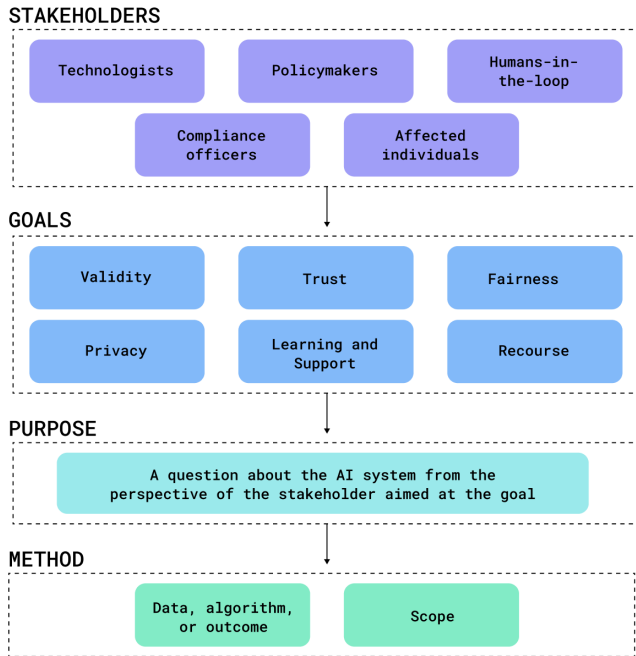 STAKEHOLDERS
Technologists
Policymakers
Humans-in-
the-loop
Compliance
officers
Affected
individuals
GOALS
Validity
Trust
Fairness
Privacy
Learning and
Support
Recourse
PURPOSE
A question about the AI system from the
perspective of the stakeholder aimed at the goal
METHOD
Data, algorithm,
or outcome
Scope